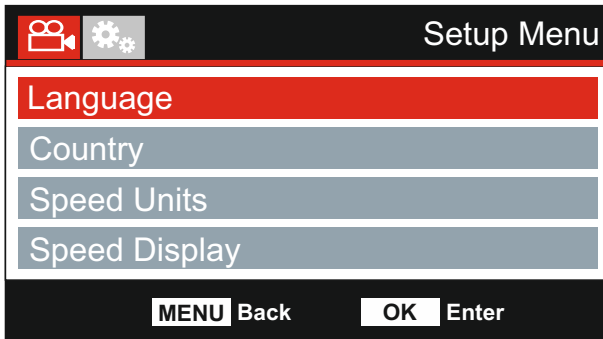 Setup Menu
Language
Country
Speed Units
Speed Display
MENU Back OK Enter